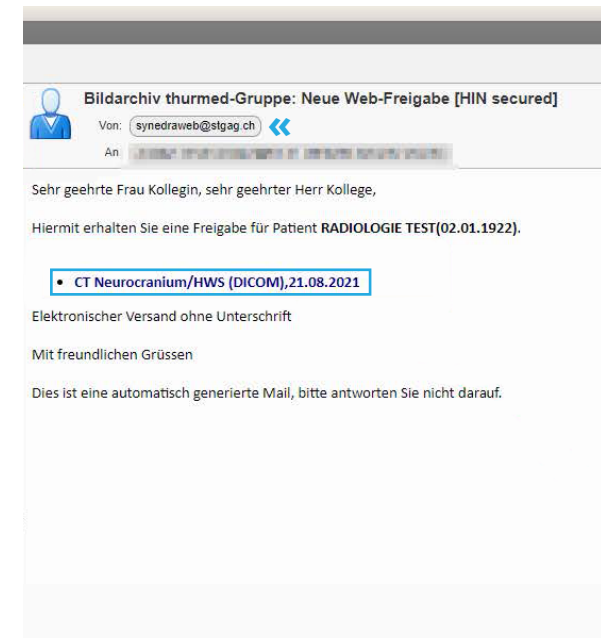 Bildarchiv thurmed-Gruppe: Neue Web-Freigabe [HIN secured]
Von: synedraweb@stgag.ch
An
Sehr geehrte Frau Kollegin, sehr geehrter Herr Kollege,
Hiermit erhalten Sie eine Freigabe für Patient RADIOLOGIE TEST(02.01.1922).
• CT Neurocranium/HWS (DICOM),21.08.2021
Elektronischer Versand ohne Unterschrift
Mit freundlichen Grüssen
Dies ist eine automatisch generierte Mail, bitte antworten Sie nicht darauf.